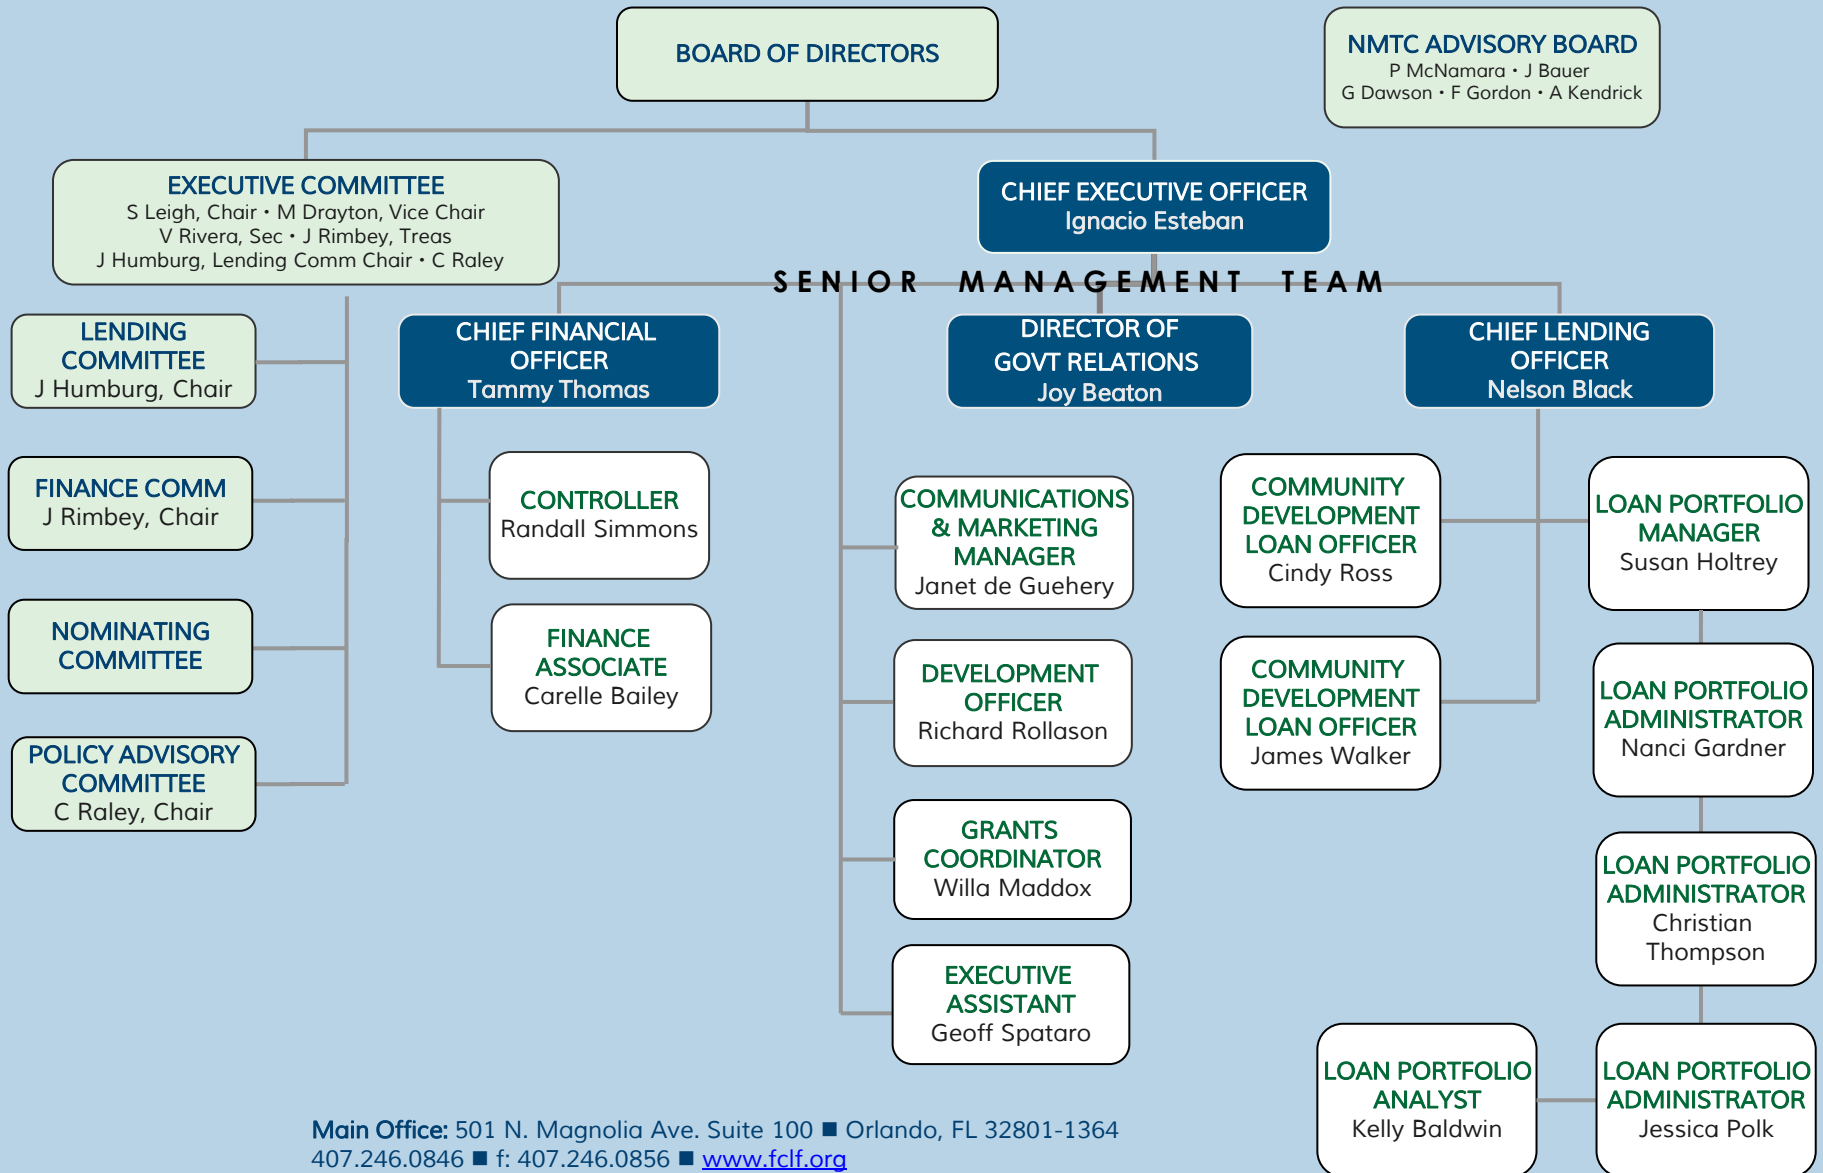 BOARD OF DIRECTORS
NMTC ADVISORY BOARD
P McNamara • J Bauer
G Dawson • F Gordon • A Kendrick
EXECUTIVE COMMITTEE
S Leigh, Chair • M Drayton, Vice Chair
V Rivera, Sec • J Rimbey, Treas
J Humburg, Lending Comm Chair • C Raley
CHIEF EXECUTIVE OFFICER
Ignacio Esteban
SENIOR MANAGEMENT TEAM
LENDING
COMMITTEE
J Humburg, Chair
CHIEF FINANCIAL
OFFICER
Tammy Thomas
DIRECTOR OF
GOVT RELATIONS
Joy Beaton
CHIEF LENDING
OFFICER
Nelson Black
FINANCE COMM
J Rimbey, Chair
NOMINATING
COMMITTEE
POLICY ADVISORY
COMMITTEE
C Raley, Chair
CONTROLLER
Randall Simmons
FINANCE
ASSOCIATE
Carelle Bailey
COMMUNICATIONS
& MARKETING
MANAGER
Janet de Guehery
DEVELOPMENT
OFFICER
Richard Rollason
GRANTS
COORDINATOR
Willa Maddox
EXECUTIVE
ASSISTANT
Geoff Spataro
COMMUNITY
DEVELOPMENT
LOAN OFFICER
Cindy Ross
COMMUNITY
DEVELOPMENT
LOAN OFFICER
James Walker
LOAN PORTFOLIO
MANAGER
Susan Holtrey
LOAN PORTFOLIO
ADMINISTRATOR
Nanci Gardner
LOAN PORTFOLIO
ADMINISTRATOR
Christian
Thompson
LOAN PORTFOLIO
ANALYST
Kelly Baldwin
LOAN PORTFOLIO
ADMINISTRATOR
Jessica Polk
Main Office: 501 N. Magnolia Ave. Suite 100 ■ Orlando, FL 32801-1364
407.246.0846 ■ f: 407.246.0856 ■ www.fclf.org